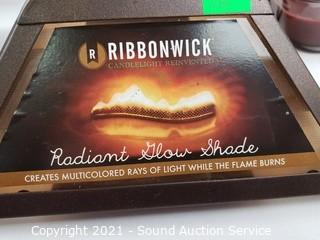 R RIBBONWICK
CANDLELIGHT REINVENTED
Radiant Glow Shade
CREATES MULTICOLORED RAYS OF LIGHT WHILE THE FLAME BURNS
Copyright 2021 - Sound Auction Service